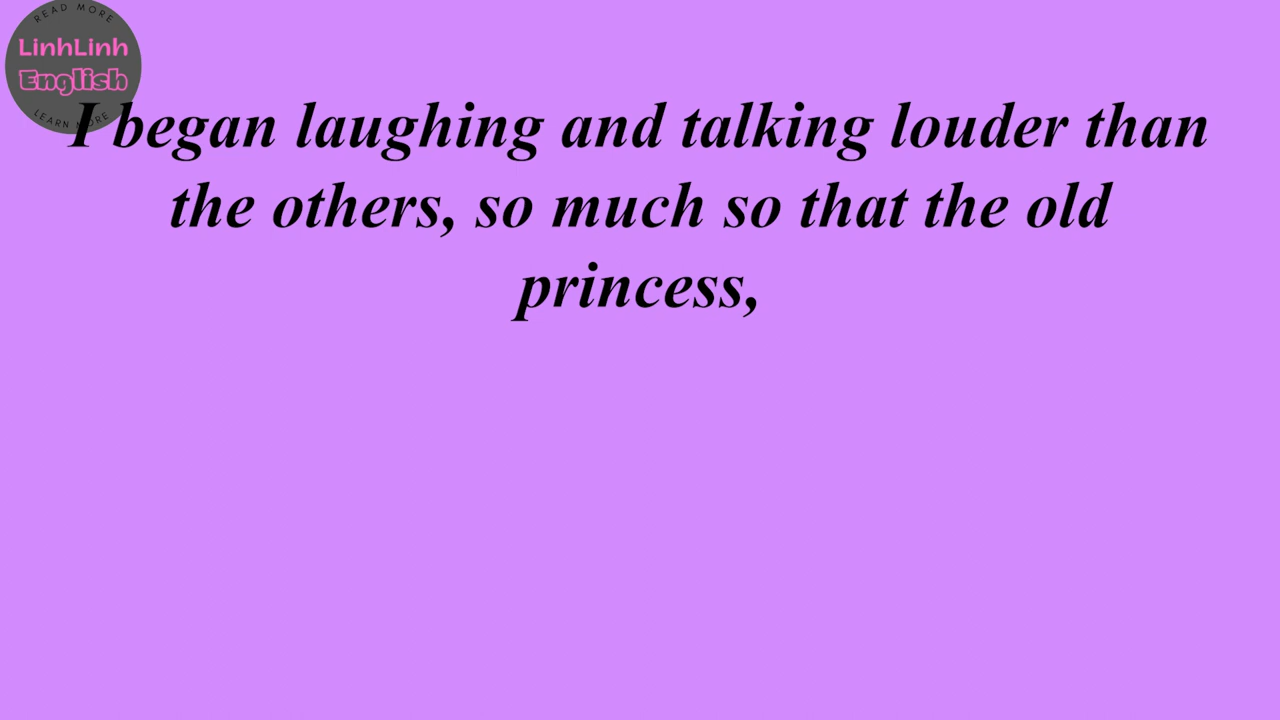 READ MORE
LinhLinh
English
LEARN MORE
I began laughing and talking louder than
the others, so much so that the old
princess,